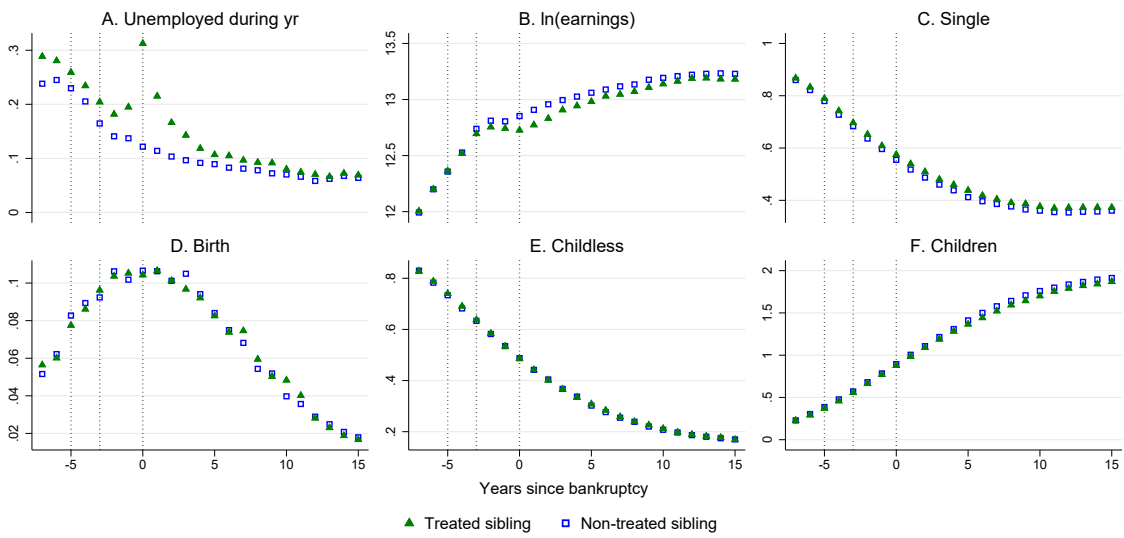 A. Unemployed during yr
B. ln(earnings)
C. Single
.3
.2
.1
0
13.5
13
12.5
12
1
.8
.6
.4
D. Birth
E. Childless
F. Children
.1
.08
.06
.04
.02
.8
.6
.4
.2
2
1.5
1
.5
0
-5 0 5 10 15
-5 0 5 10 15
-5 0 5 10 15
Years since bankruptcy
Treated sibling
Non-treated sibling